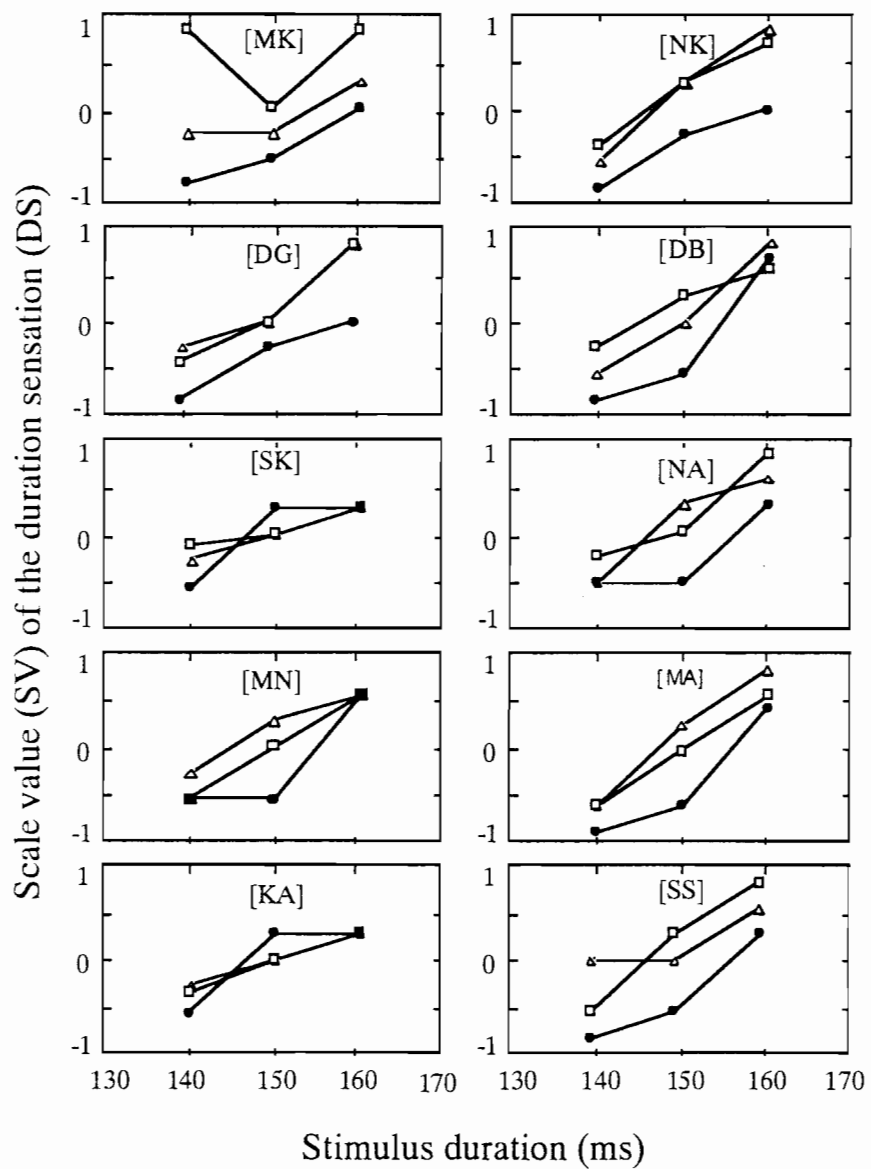 Scale value (SV) of the duration sensation (DS)
1
0
-1
[MK]
1
0
-1
[NK]
1
0
-1
[DG]
1
0
-1
[DB]
1
0
-1
[SK]
1
0
-1
[NA]
1
0
-1
[MN]
1
0
-1
[MA]
1
0
-1
[KA]
1
0
-1
[SS]
130 140 150 160 170
130 140 150 160 170
Stimulus duration (ms)